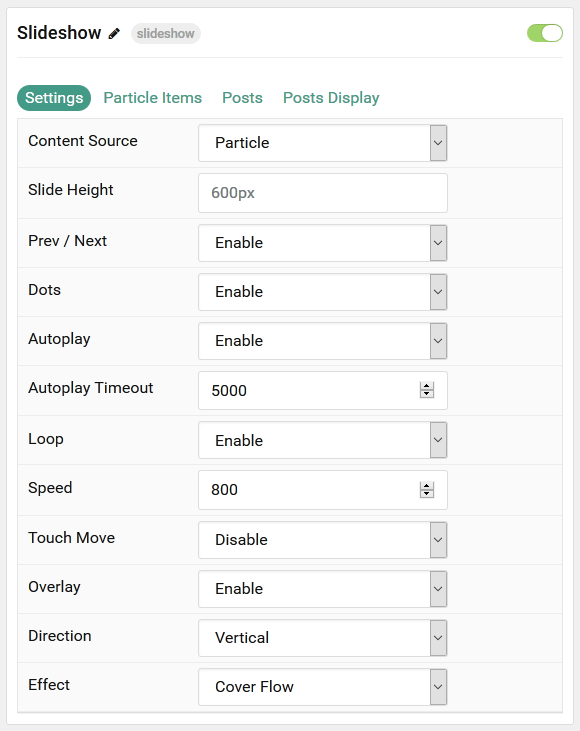 Slideshow slideshow
Settings Particle Items Posts Posts Display
Content Source Particle
Slide Height 600px
Prev / Next Enable
Dots Enable
Autoplay Enable
Autoplay Timeout 5000
Loop Enable
Speed 800
Touch Move Disable
Overlay Enable
Direction Vertical
Effect Cover Flow